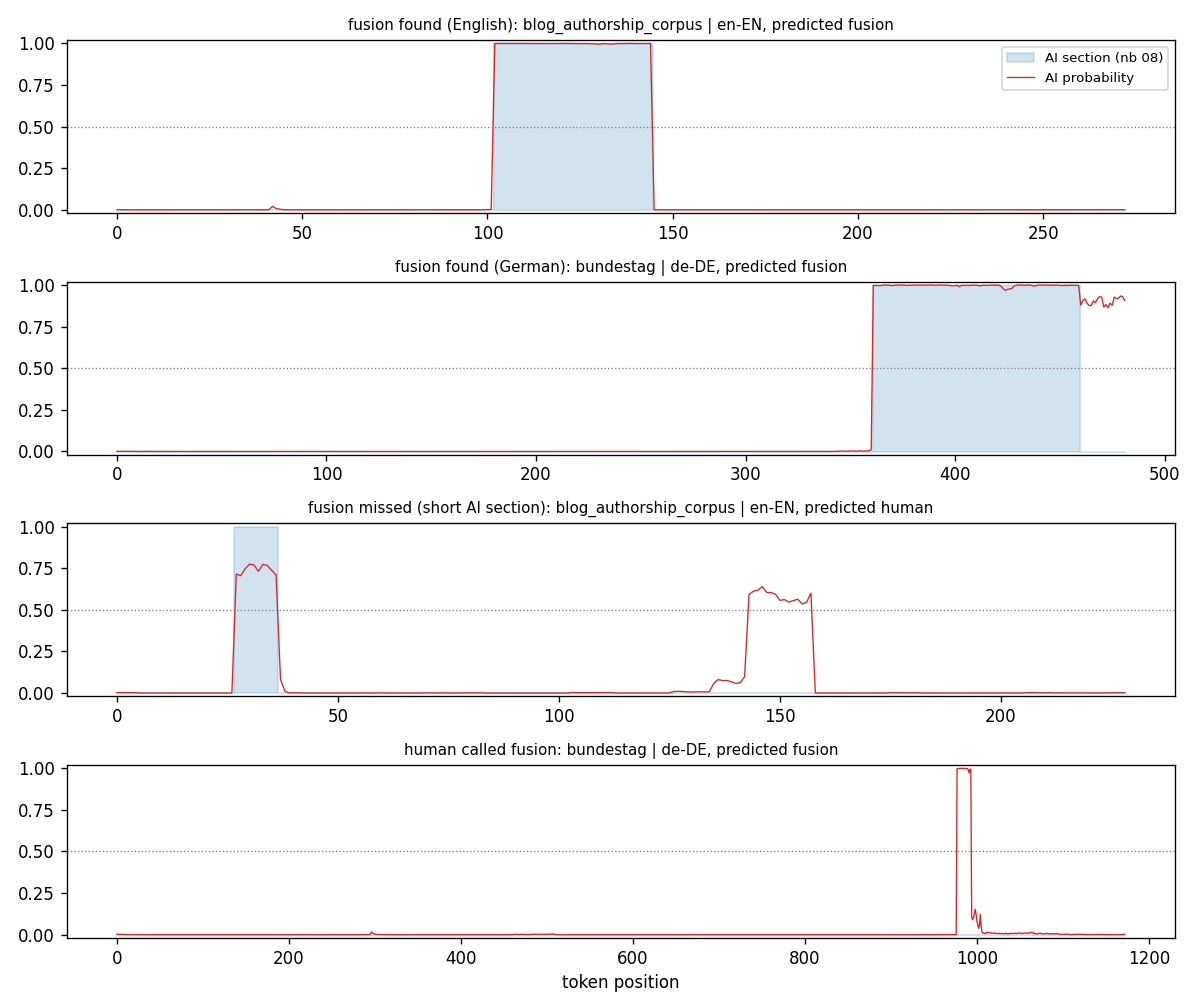 fusion found (English): blog_authorship_corpus | en-EN, predicted fusion
1.00
0.75
0.50
0.25
0.00
AI section (nb 08)
AI probability
0 50 100 150 200 250
fusion found (German): bundestag | de-DE, predicted fusion
1.00
0.75
0.50
0.25
0.00
0 100 200 300 400 500
fusion missed (short AI section): blog_authorship_corpus | en-EN, predicted human
1.00
0.75
0.50
0.25
0.00
0 50 100 150 200
human called fusion: bundestag | de-DE, predicted fusion
1.00
0.75
0.50
0.25
0.00
0 200 400 600 800 1000 1200
token position